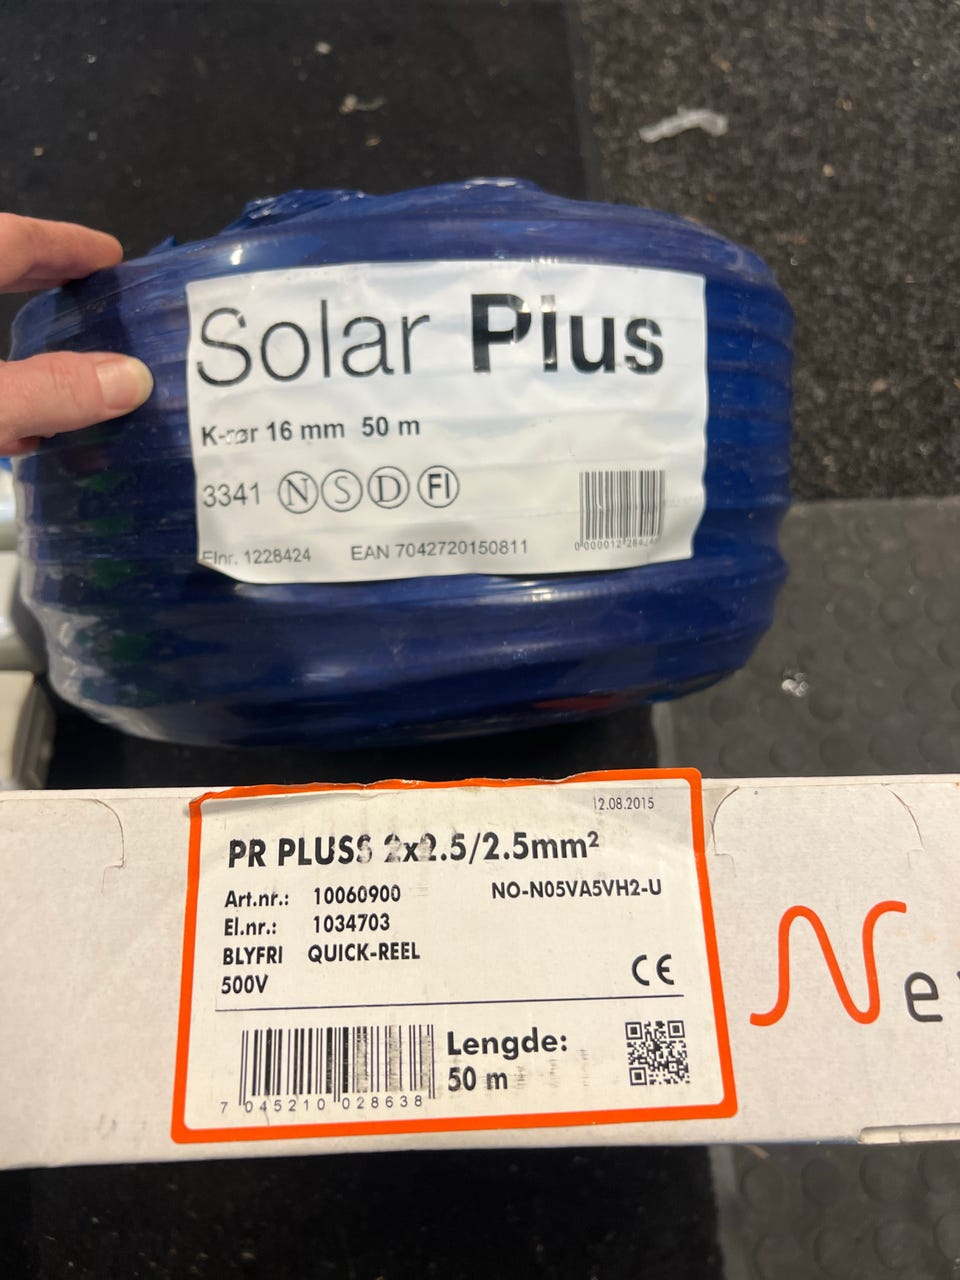 Solar Plus
K-rør 16 mm 50 m
3341 N S D FI
Elnr. 1228424 EAN 7042720150811
12.08.2015
PR PLUSS 2x2.5/2.5mm²
Art.nr.: 10060900 NO-N05VA5VH2-U
El.nr.: 1034703
BLYFRI QUICK-REEL
500V CE
Lengde:
50 m
7 045210 028638
Ne